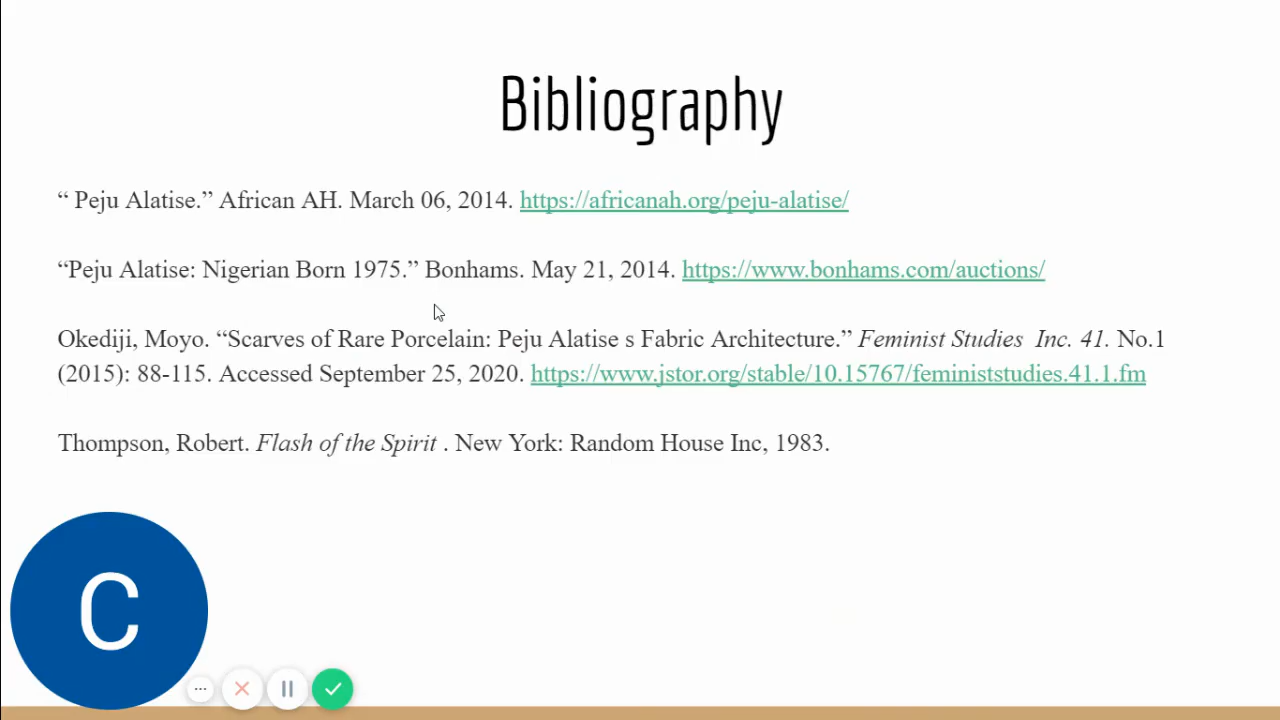 Bibliography
“ Peju Alatise.” African AH. March 06, 2014. https://africanah.org/peju-alatise/
“Peju Alatise: Nigerian Born 1975.” Bonhams. May 21, 2014. https://www.bonhams.com/auctions/
Okediji, Moyo. “Scarves of Rare Porcelain: Peju Alatise s Fabric Architecture.” Feminist Studies  Inc. 41. No.1
(2015): 88-115. Accessed September 25, 2020. https://www.jstor.org/stable/10.15767/feministstudies.41.1.fm
Thompson, Robert. Flash of the Spirit . New York: Random House Inc, 1983.
C